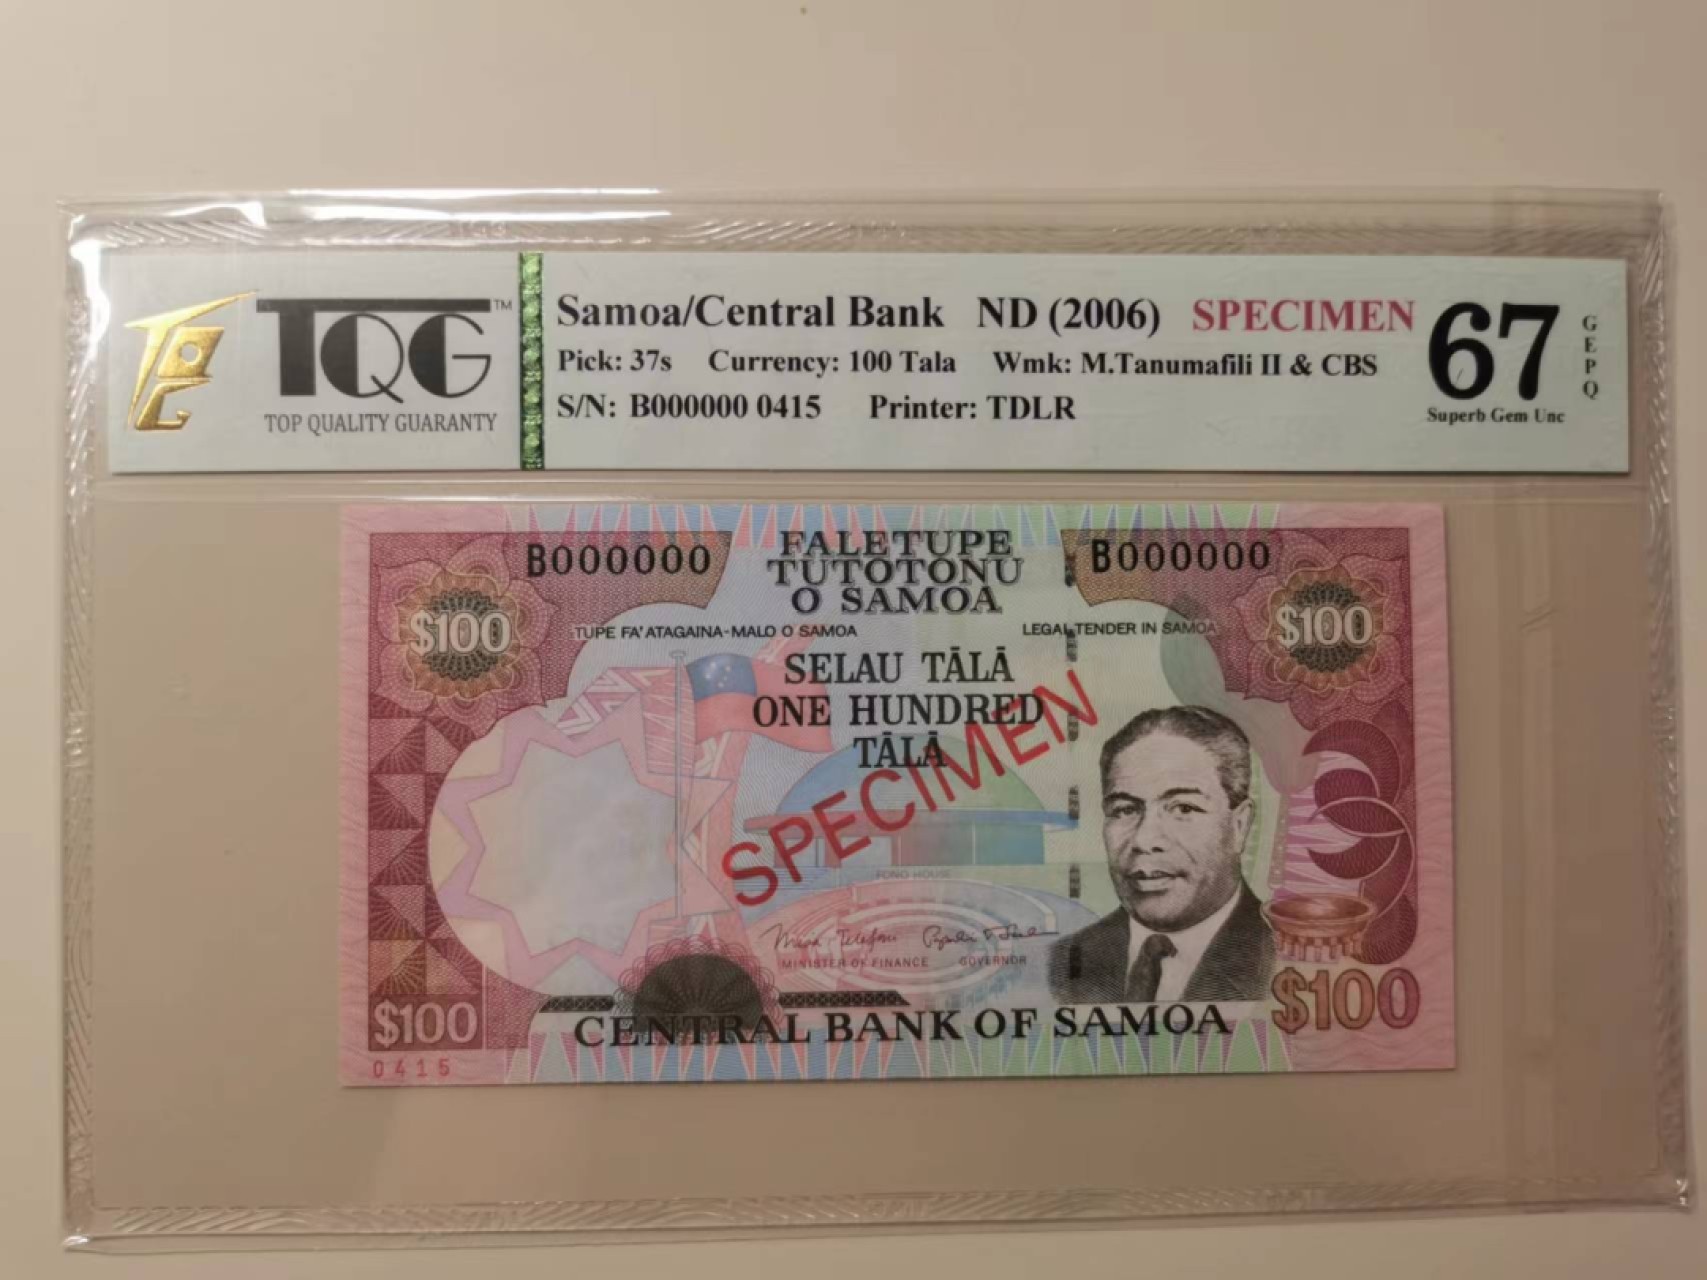 TQG™
TOP QUALITY GUARANTY
Samoa/Central Bank ND (2006) SPECIMEN
Pick: 37s Currency: 100 Tala Wmk: M.Tanumafili II & CBS
S/N: B000000 0415 Printer: TDLR
67
Superb Gem Unc
GEPQ
B000000
FALETUPE
TUTOTONU
O SAMOA
B000000
$100
$100
TUPE FA'ATAGAINA-MALO O SAMOA
LEGAL TENDER IN SAMOA
SELAU TĀLĀ
ONE HUNDRED
TĀLĀ
SPECIMEN
FONO HOUSE
MINISTER OF FINANCE
GOVERNOR
$100
$100
CENTRAL BANK OF SAMOA
0415